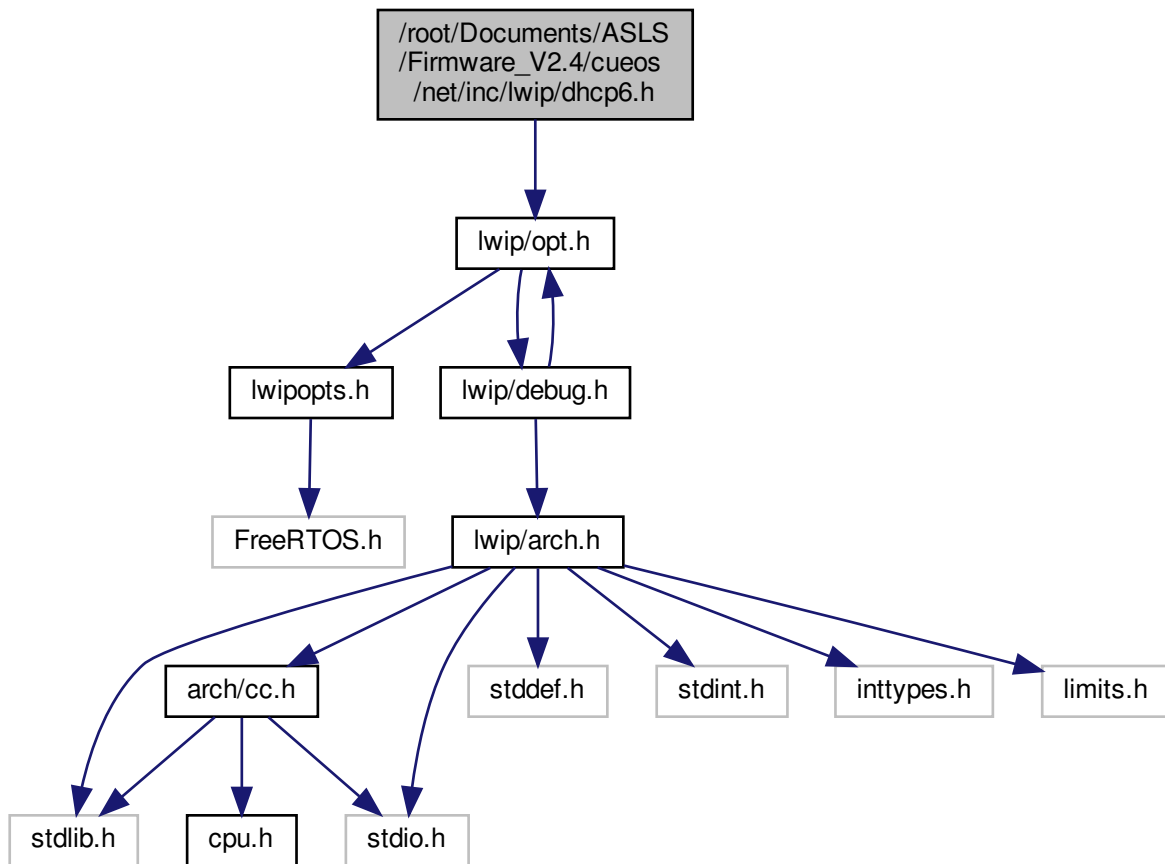 /root/Documents/ASLS
/Firmware_V2.4/cueos
/net/inc/lwip/dhcp6.h
lwip/opt.h
lwipopts.h
lwip/debug.h
FreeRTOS.h
lwip/arch.h
arch/cc.h
stddef.h
stdint.h
inttypes.h
limits.h
stdlib.h
cpu.h
stdio.h